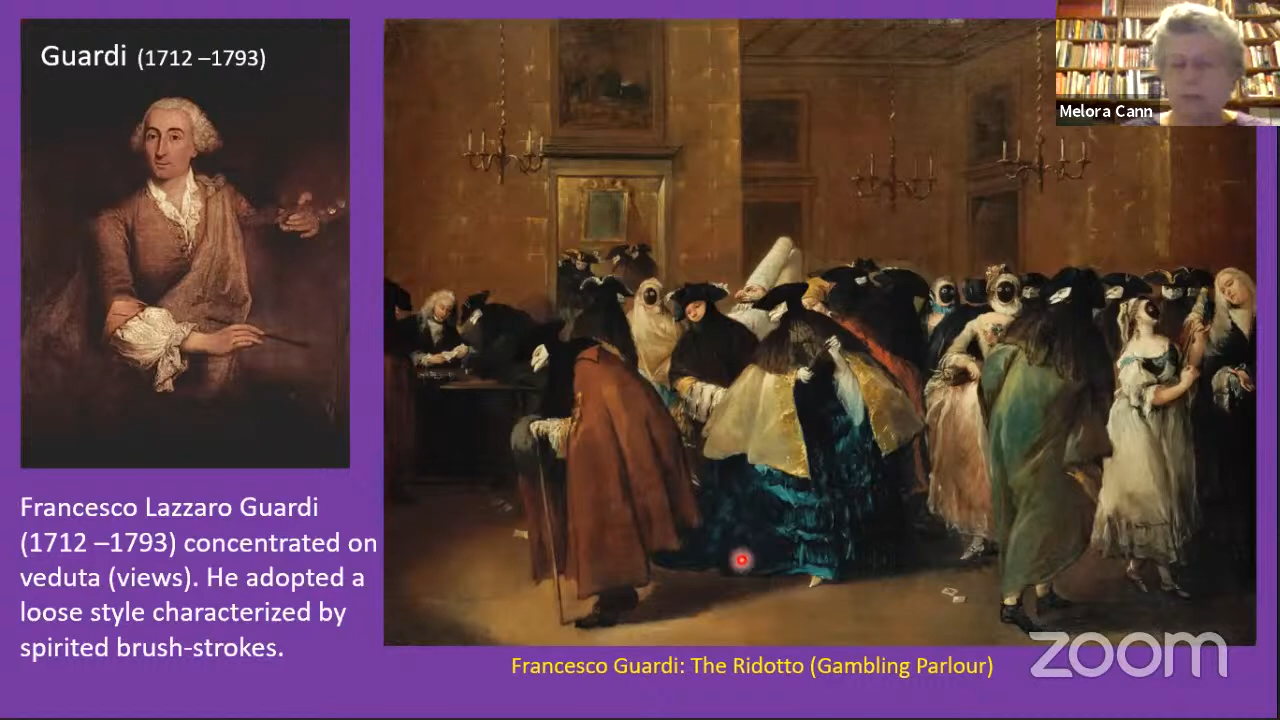 Guardi (1712 –1793)
Melora Cann
Francesco Lazzaro Guardi
(1712 –1793) concentrated on
veduta (views). He adopted a
loose style characterized by
spirited brush-strokes.
Francesco Guardi: The Ridotto (Gambling Parlour)
zoom